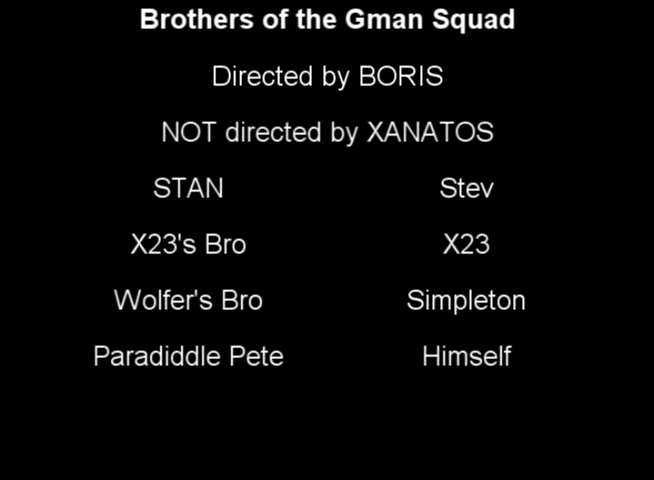 Brothers of the Gman Squad
Directed by BORIS
NOT directed by XANATOS
STAN Stev
X23's Bro X23
Wolfer's Bro Simpleton
Paradiddle Pete Himself